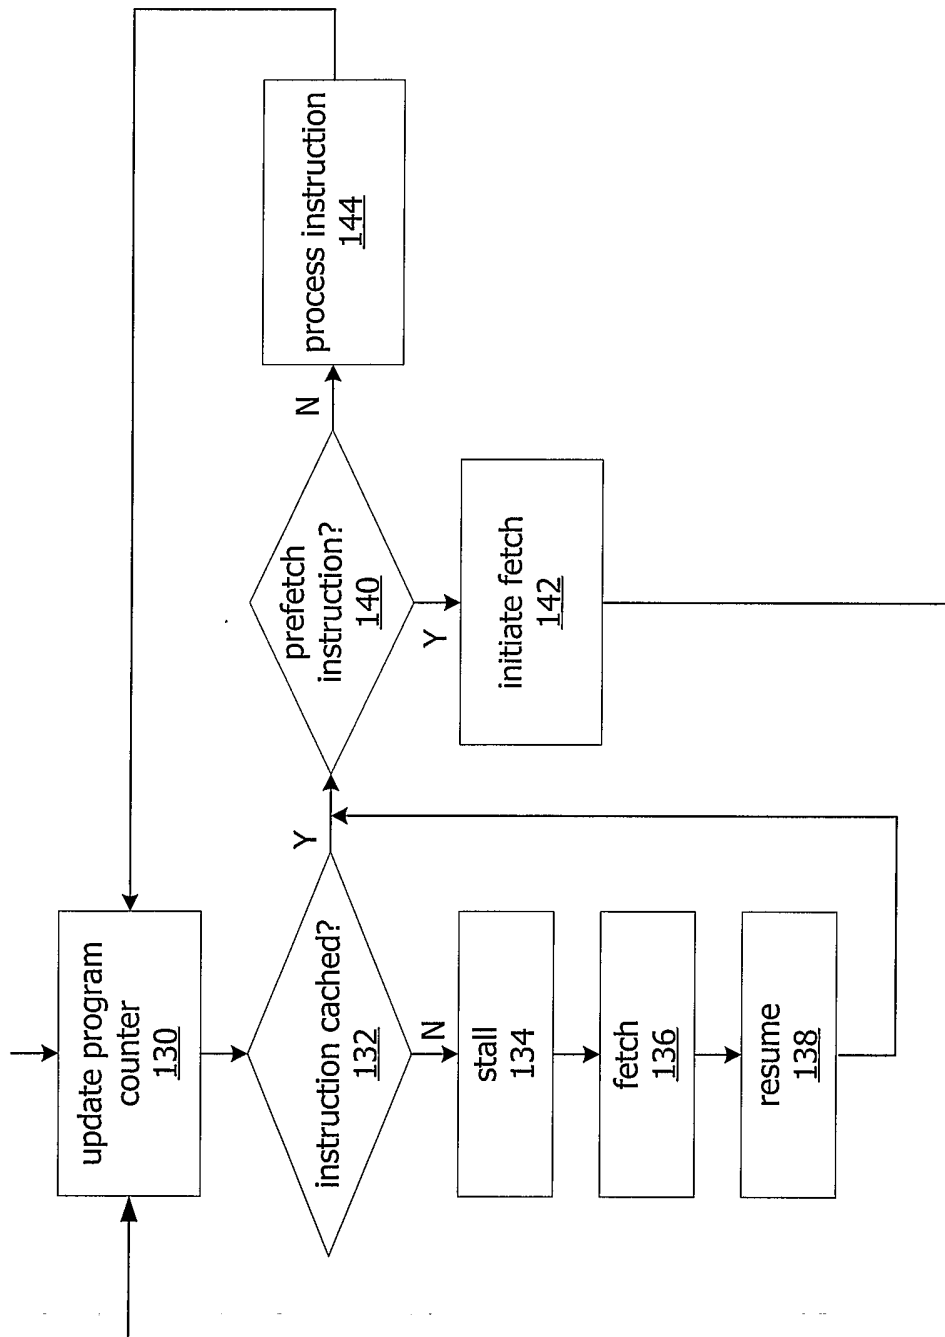 update program
counter
130
instruction cached?
132
Y
N
stall
134
fetch
136
resume
138
prefetch
instruction?
140
N
Y
process instruction
144
initiate fetch
142